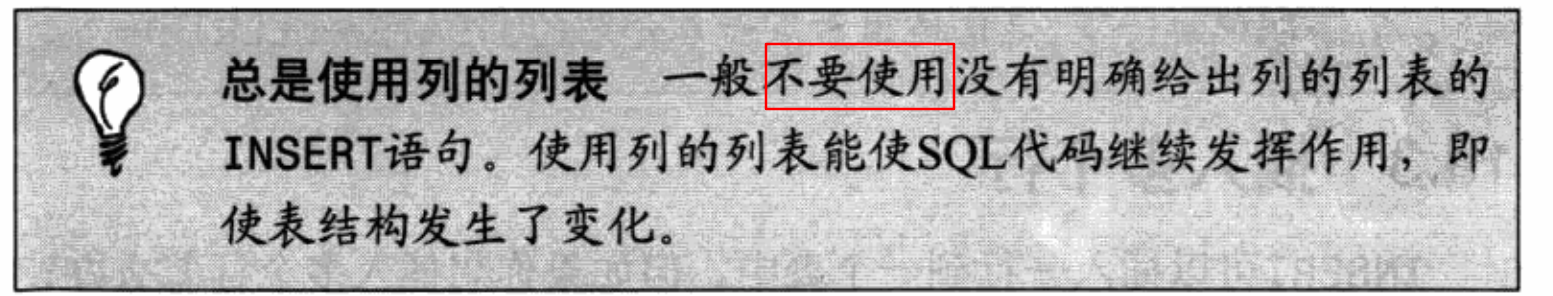 总是使用列的列表 一般不要使用没有明确给出列的列表的
INSERT语句。使用列的列表能使SQL代码继续发挥作用，即
使表结构发生了变化。